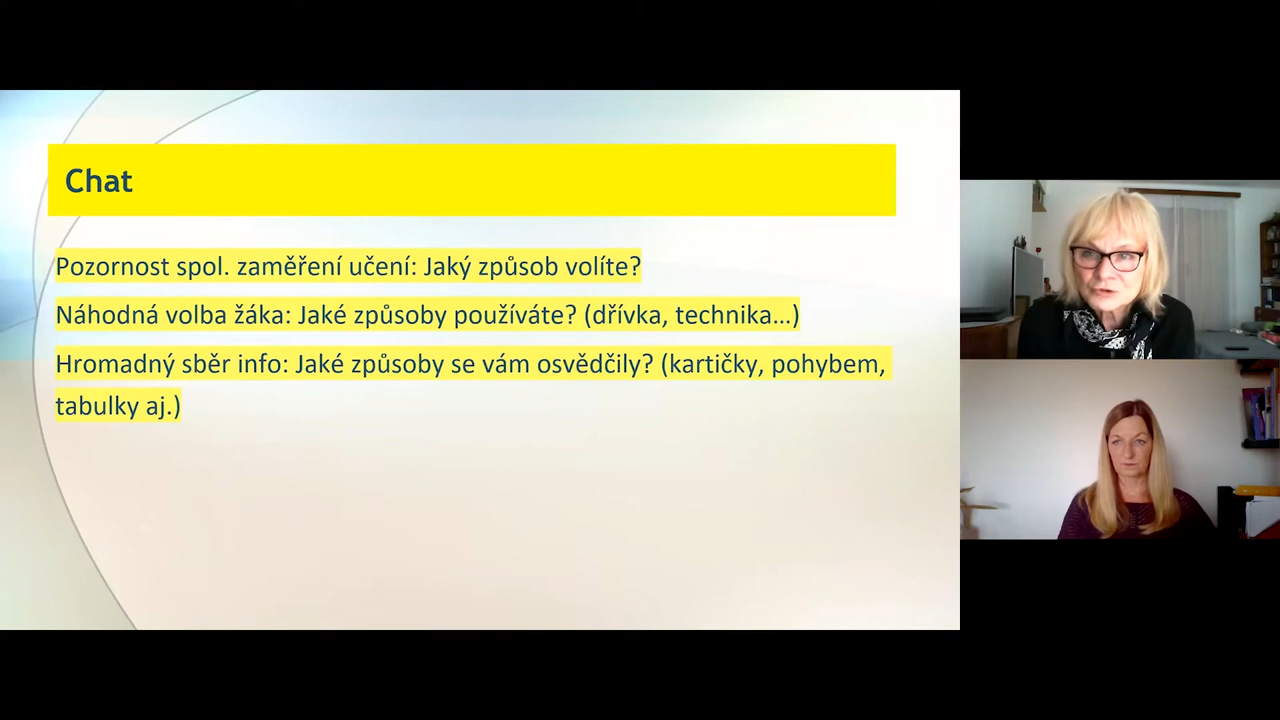 Chat
Pozornost spol. zaměření učení: Jaký způsob volíte?
Náhodná volba žáka: Jaké způsoby používáte? (dřívka, technika…)
Hromadný sběr info: Jaké způsoby se vám osvědčily? (kartičky, pohybem,
tabulky aj.)